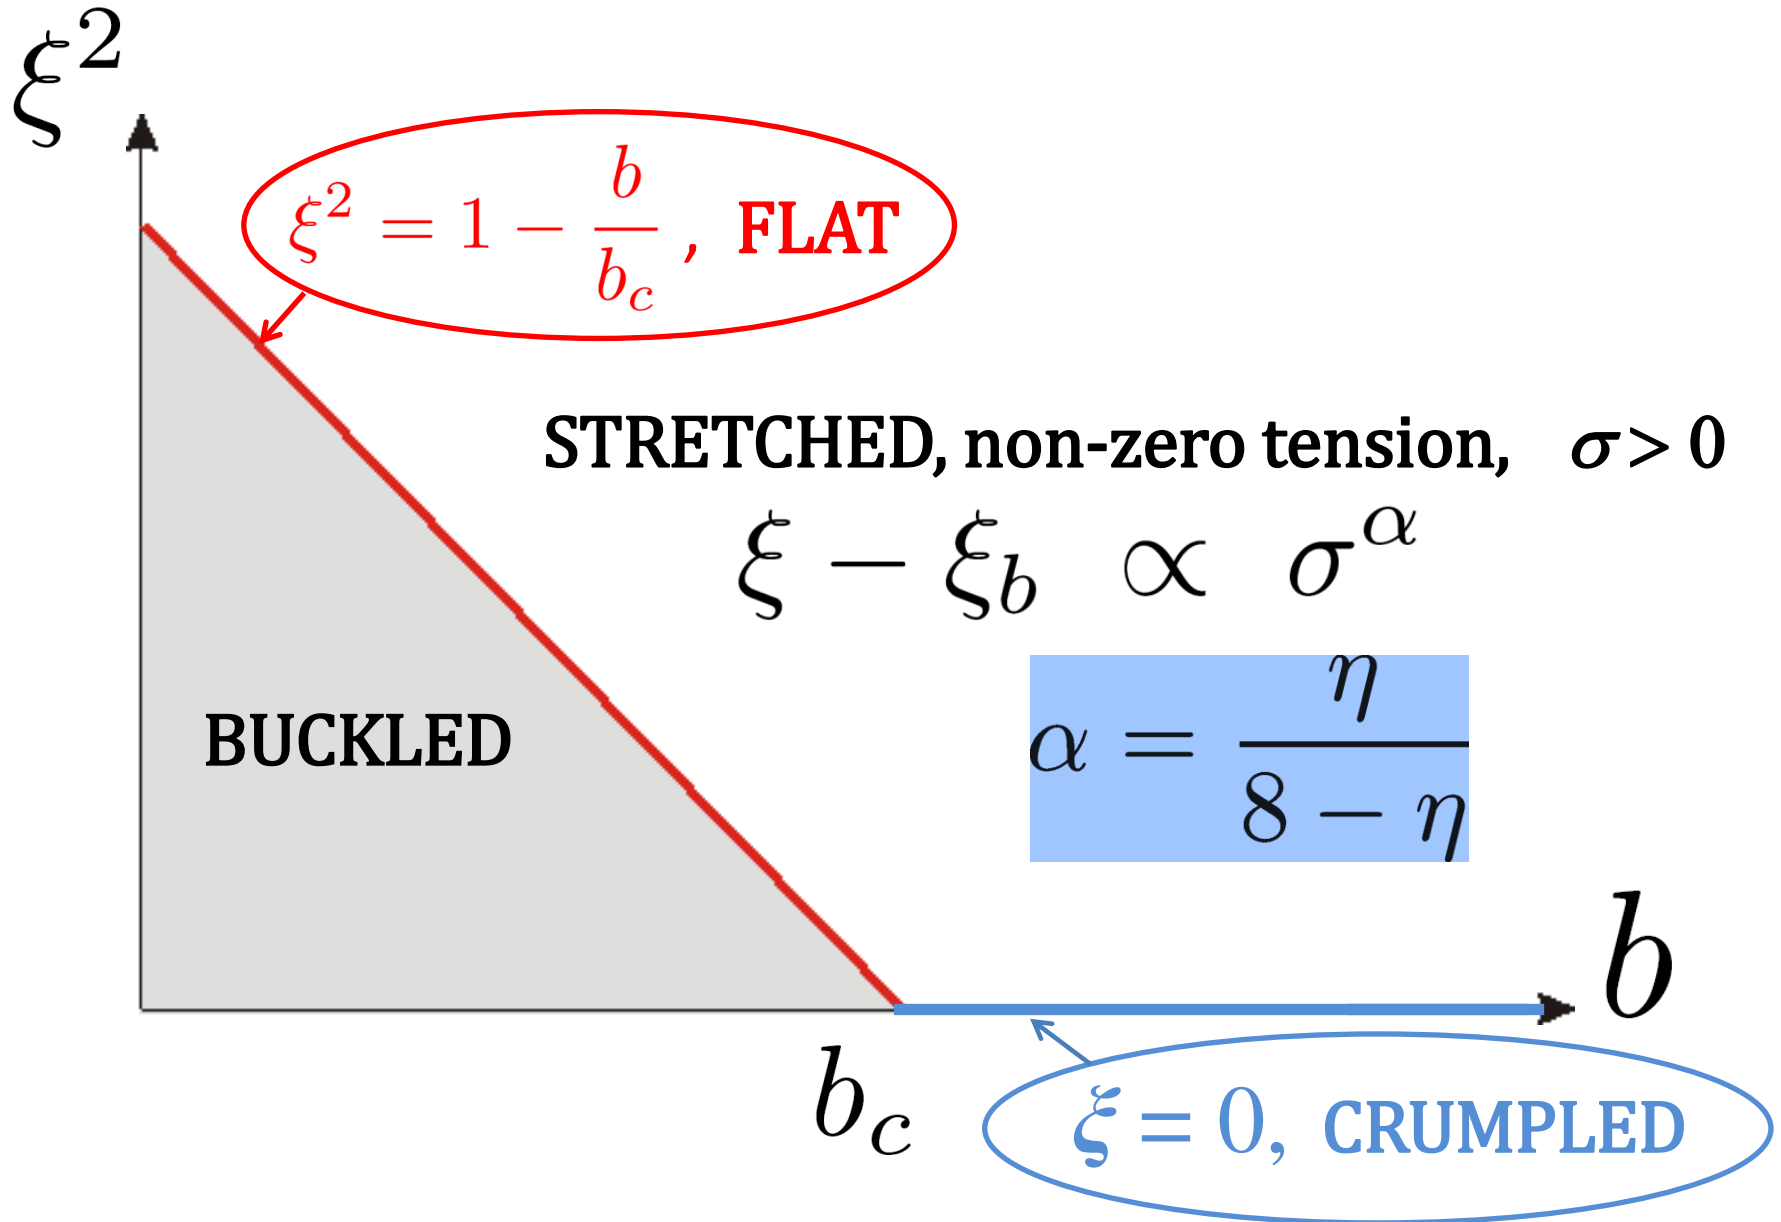 ξ²
ξ² = 1 − b/b_c , FLAT
STRETCHED, non-zero tension, σ > 0
ξ − ξ_b ∝ σ^α
α = η/(8 − η)
BUCKLED
b
b_c
ξ = 0, CRUMPLED